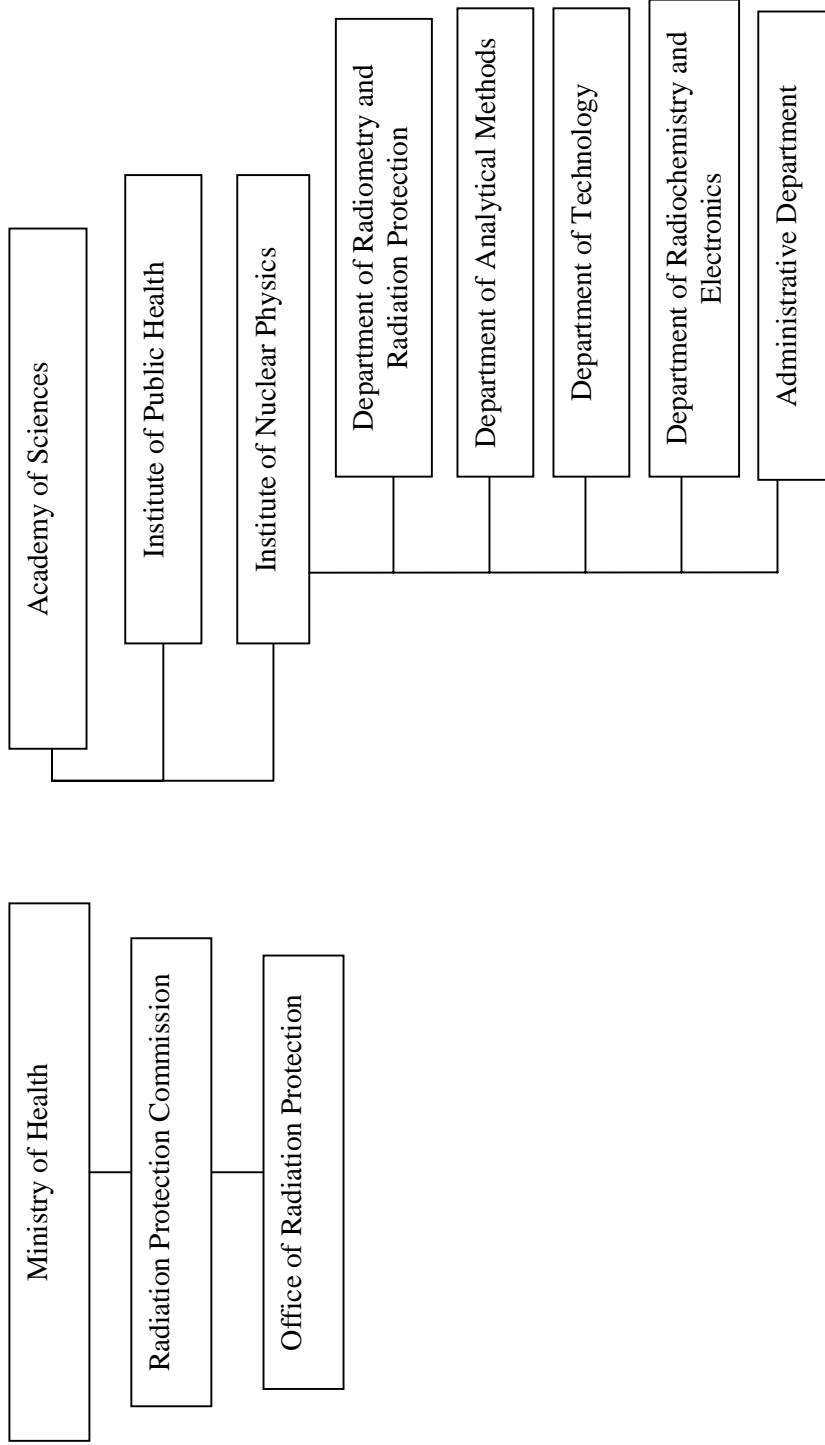 Ministry of Health
Radiation Protection Commission
Office of Radiation Protection
Academy of Sciences
Institute of Public Health
Institute of Nuclear Physics
Department of Radiometry and
Radiation Protection
Department of Analytical Methods
Department of Technology
Department of Radiochemistry and
Electronics
Administrative Department